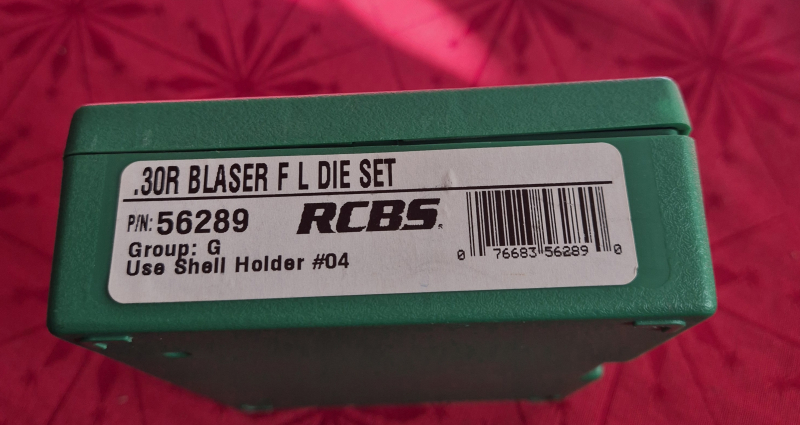 .30R BLASER F L DIE SET
P/N: 56289
RCBS
Group: G
Use Shell Holder #04
0 76683 56289 0